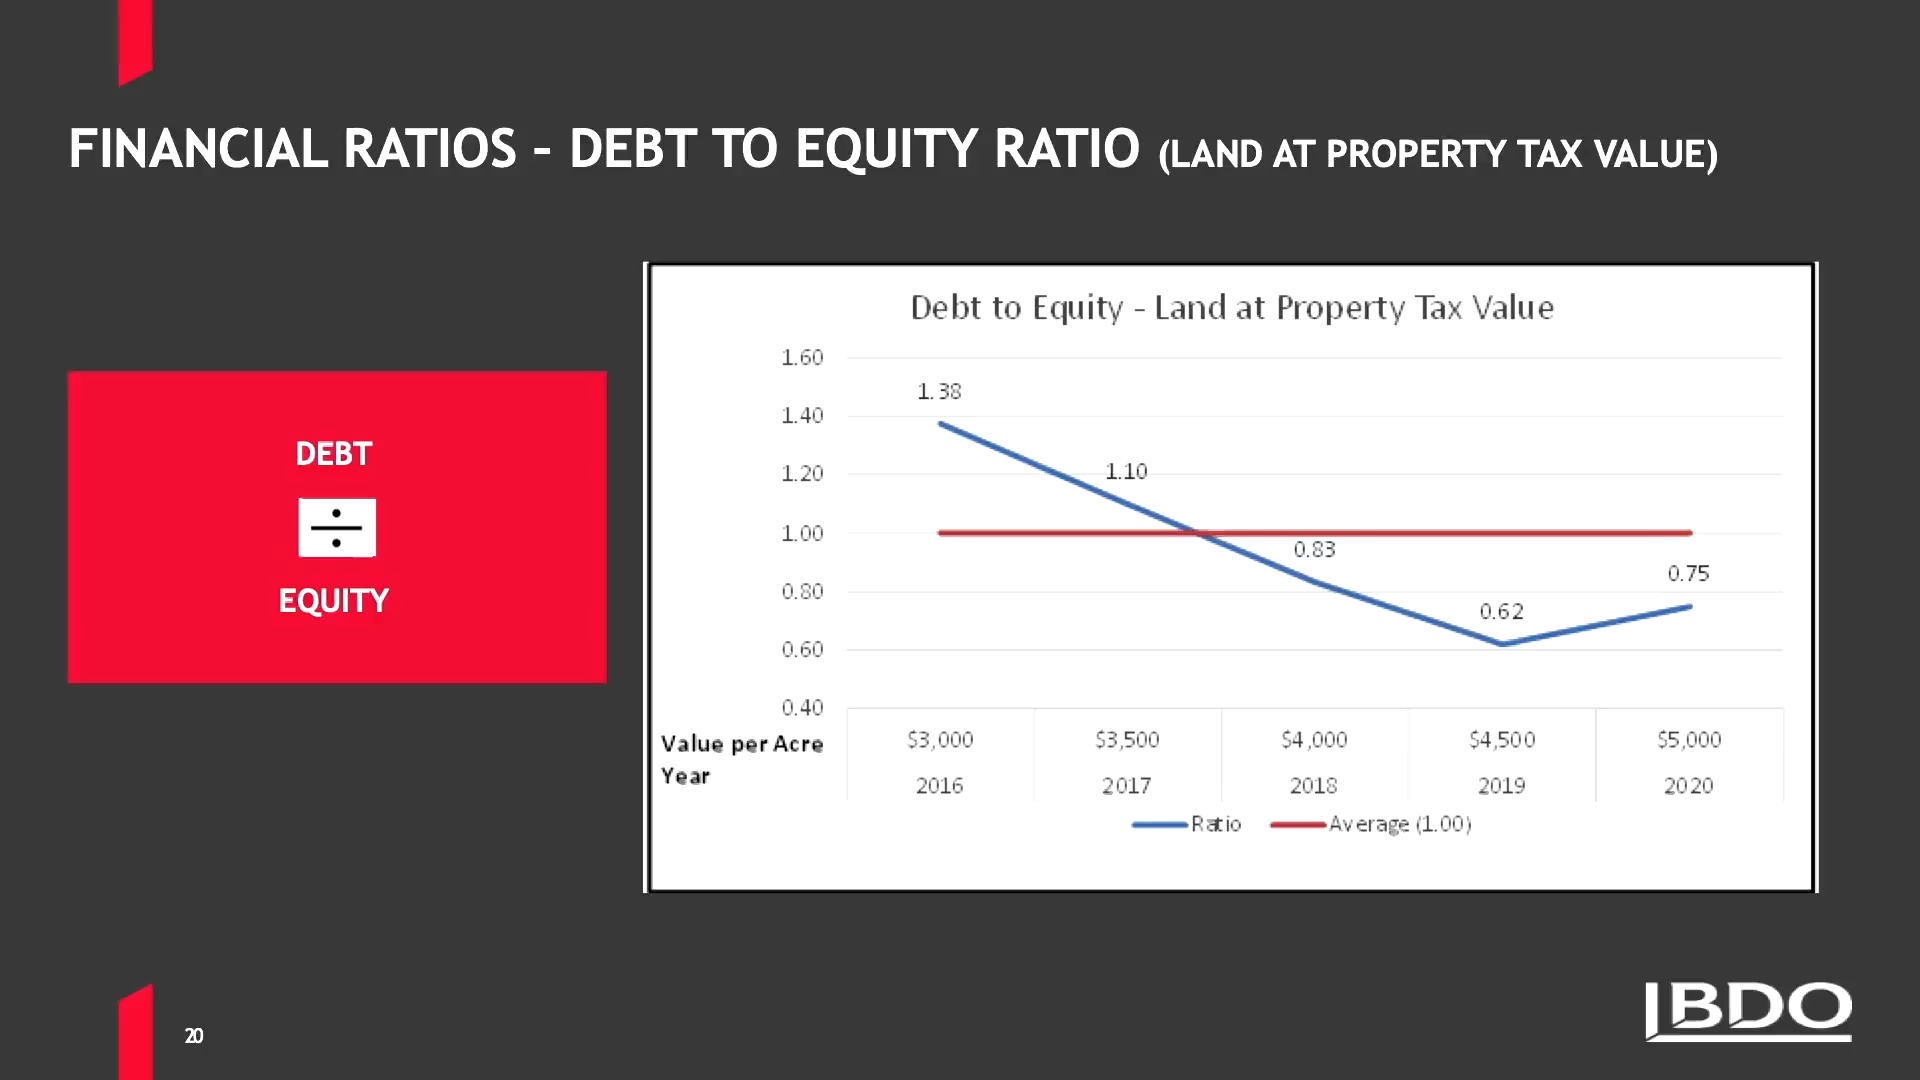 FINANCIAL RATIOS – DEBT TO EQUITY RATIO (LAND AT PROPERTY TAX VALUE)
DEBT
÷
EQUITY
Debt to Equity - Land at Property Tax Value
1.60
1.40
1.20
1.00
0.80
0.60
0.40
1.38
1.10
0.83
0.62
0.75
Value per Acre $3,000 $3,500 $4,000 $4,500 $5,000
Year 2016 2017 2018 2019 2020
Ratio Average (1.00)
20
BDO